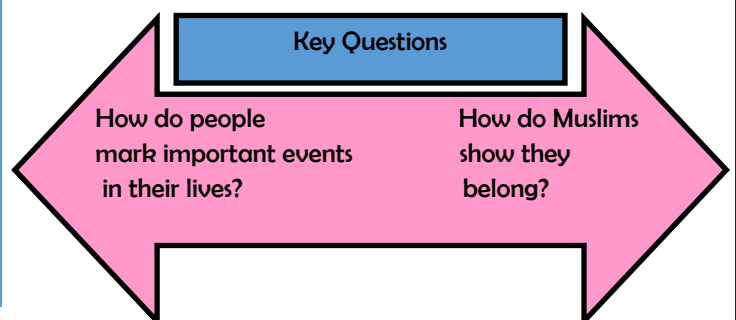 Key Questions
How do people
mark important events
in their lives?
How do Muslims
show they
belong?